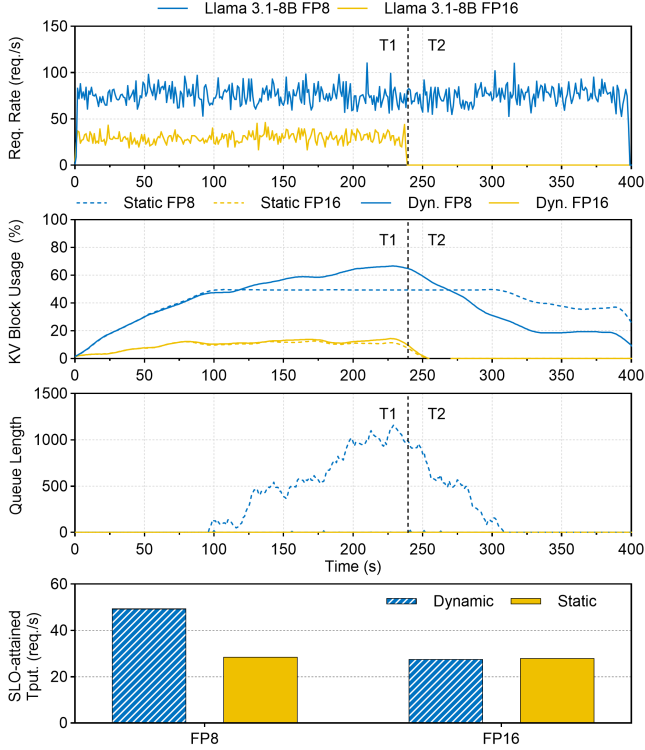 Llama 3.1-8B FP8 Llama 3.1-8B FP16
Req. Rate (req./s)
150
100
50
0
T1 T2
0 50 100 150 200 250 300 350 400
Static FP8 Static FP16 Dyn. FP8 Dyn. FP16
KV Block Usage (%)
100
80
60
40
20
0
T1 T2
0 50 100 150 200 250 300 350 400
Queue Length
1500
1000
500
0
T1 T2
0 50 100 150 200 250 300 350 400
Time (s)
SLO-attained
Tput. (req./s)
60
40
20
0
Dynamic Static
FP8 FP16